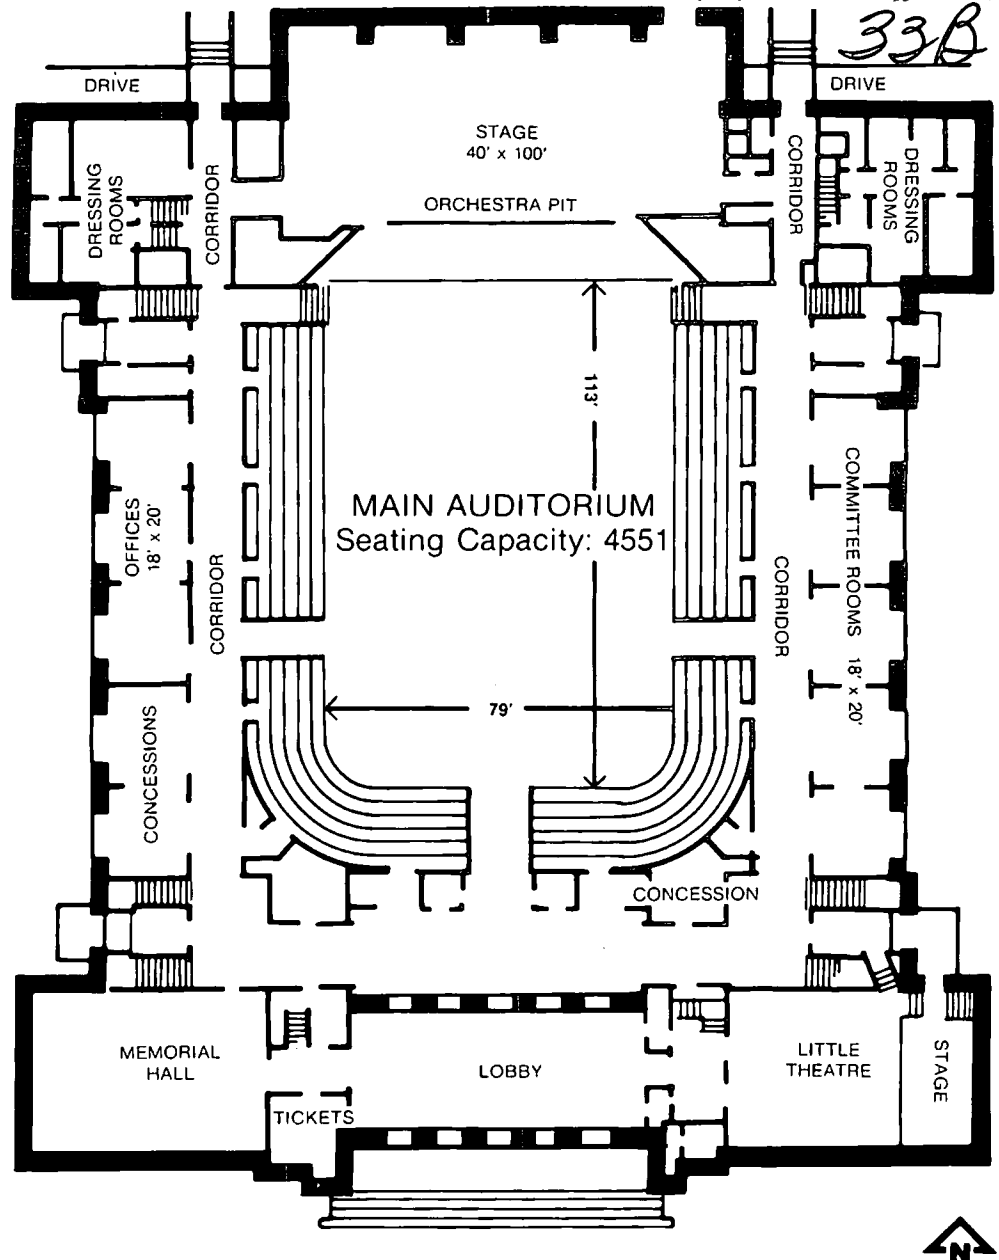 33B
DRIVE
DRIVE
STAGE
40' x 100'
ORCHESTRA PIT
DRESSING
ROOMS
CORRIDOR
CORRIDOR
DRESSING
ROOMS
113'
MAIN AUDITORIUM
Seating Capacity: 4551
OFFICES
18' x 20'
CORRIDOR
CORRIDOR
COMMITTEE ROOMS 18' x 20'
79'
CONCESSIONS
CONCESSION
MEMORIAL
HALL
LOBBY
LITTLE
THEATRE
STAGE
TICKETS
N